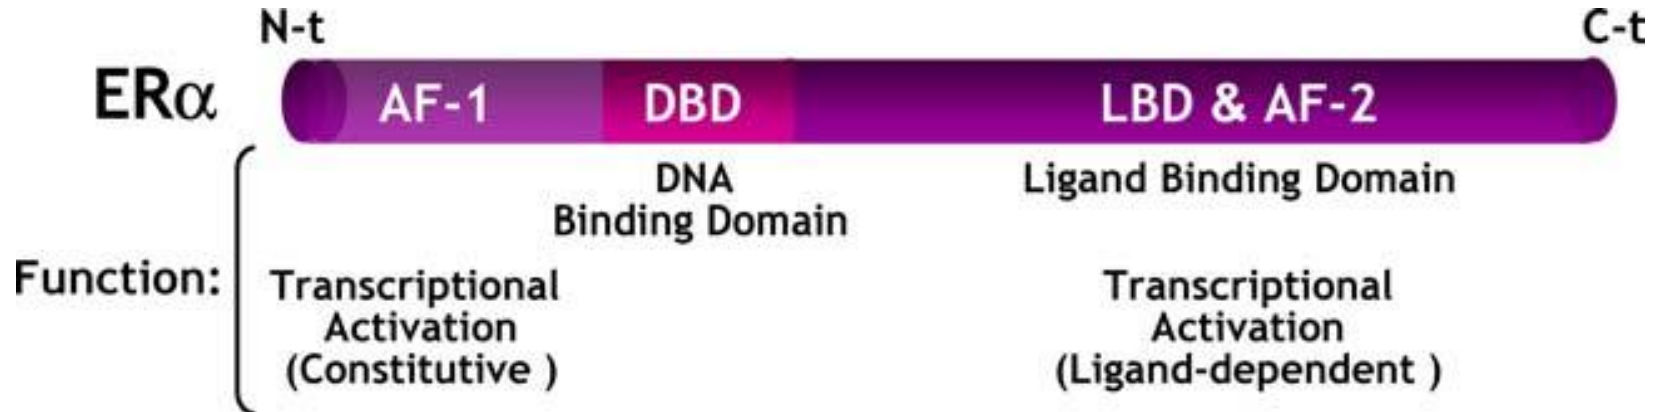 N-t
C-t
ERα
AF-1
DBD
LBD & AF-2
DNA
Binding Domain
Ligand Binding Domain
Function:
Transcriptional
Activation
(Constitutive )
Transcriptional
Activation
(Ligand-dependent )